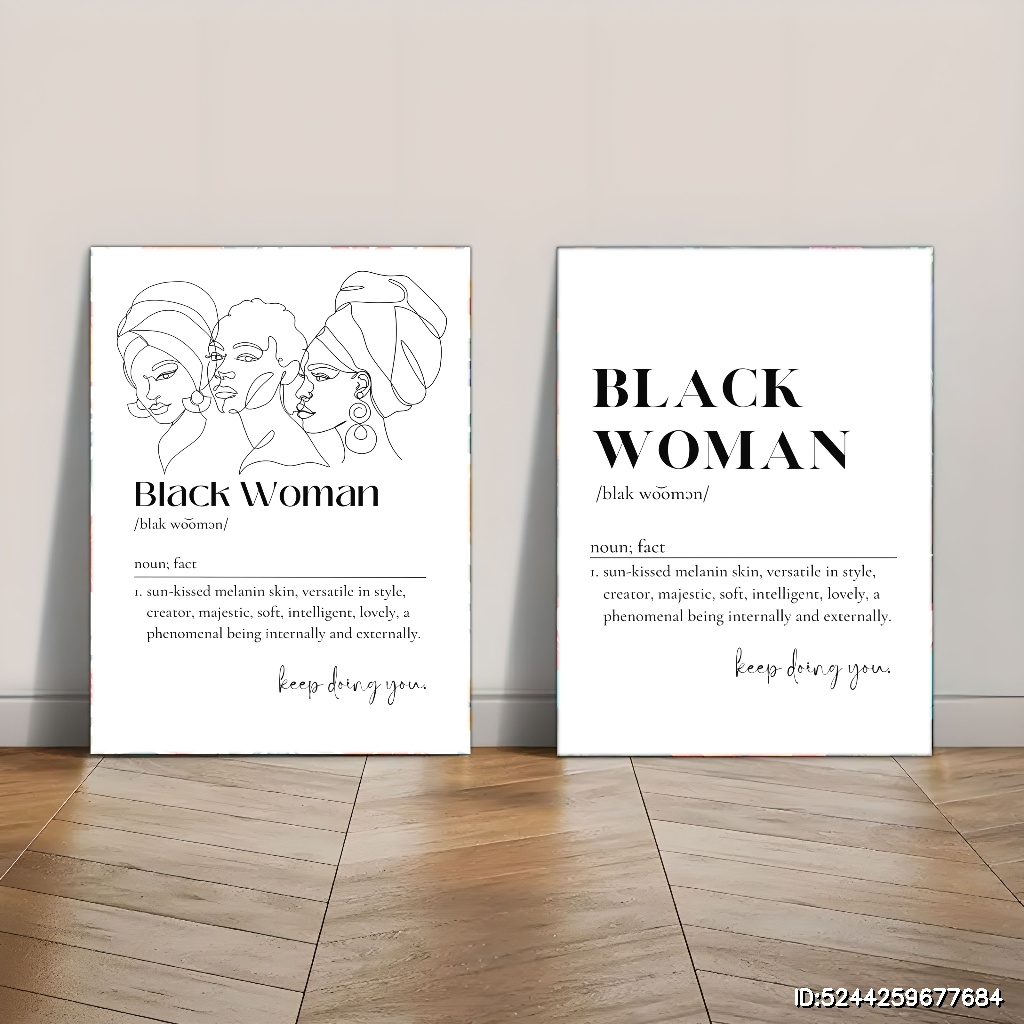 Black Woman
/blak wo͝omən/
noun; fact
1. sun-kissed melanin skin, versatile in style,
creator, majestic, soft, intelligent, lovely, a
phenomenal being internally and externally.
keep doing you.
BLACK
WOMAN
/blak wo͝omən/
noun; fact
1. sun-kissed melanin skin, versatile in style,
creator, majestic, soft, intelligent, lovely, a
phenomenal being internally and externally.
keep doing you.
ID:5244259677684